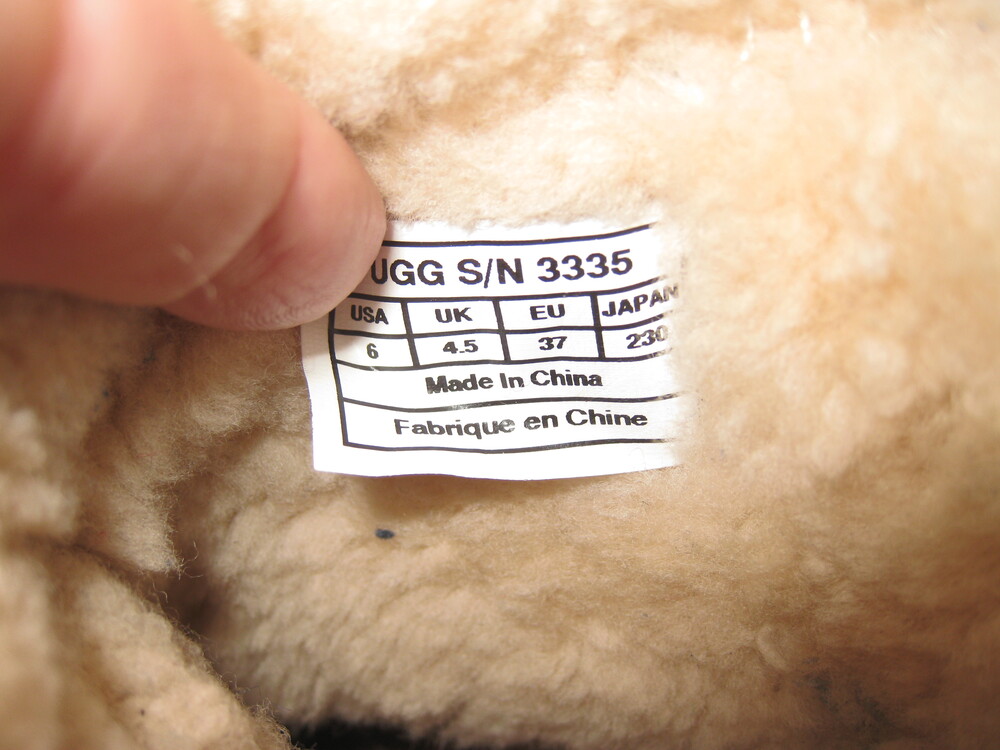 UGG S/N 3335
USA UK EU JAPAN
6 4.5 37 230
Made In China
Fabrique en Chine